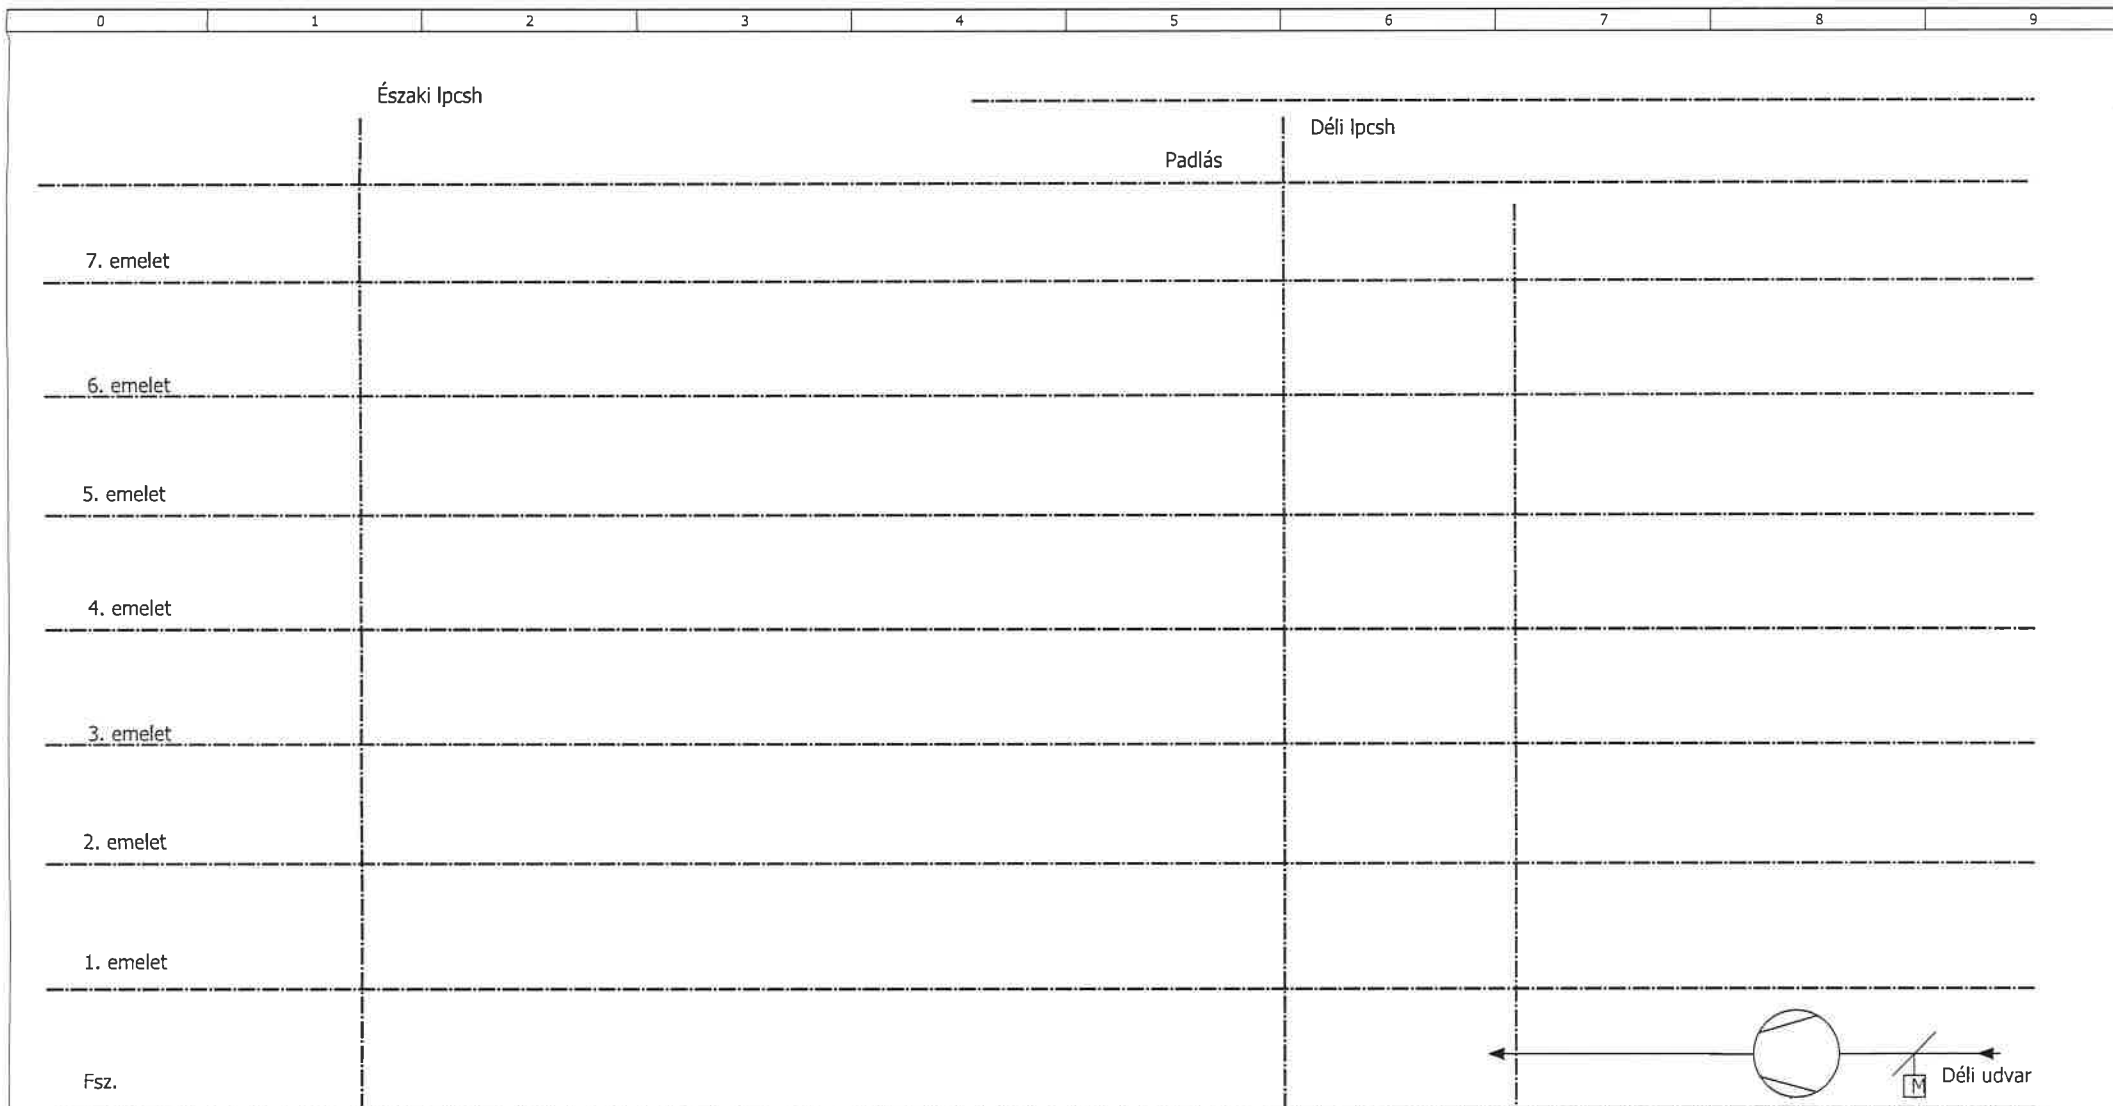 0 1 2 3 4 5 6 7 8 9
Északi lpcsh
Déli lpcsh
Padlás
7. emelet
6. emelet
5. emelet
4. emelet
3. emelet
2. emelet
1. emelet
Fsz.
M
Déli udvar